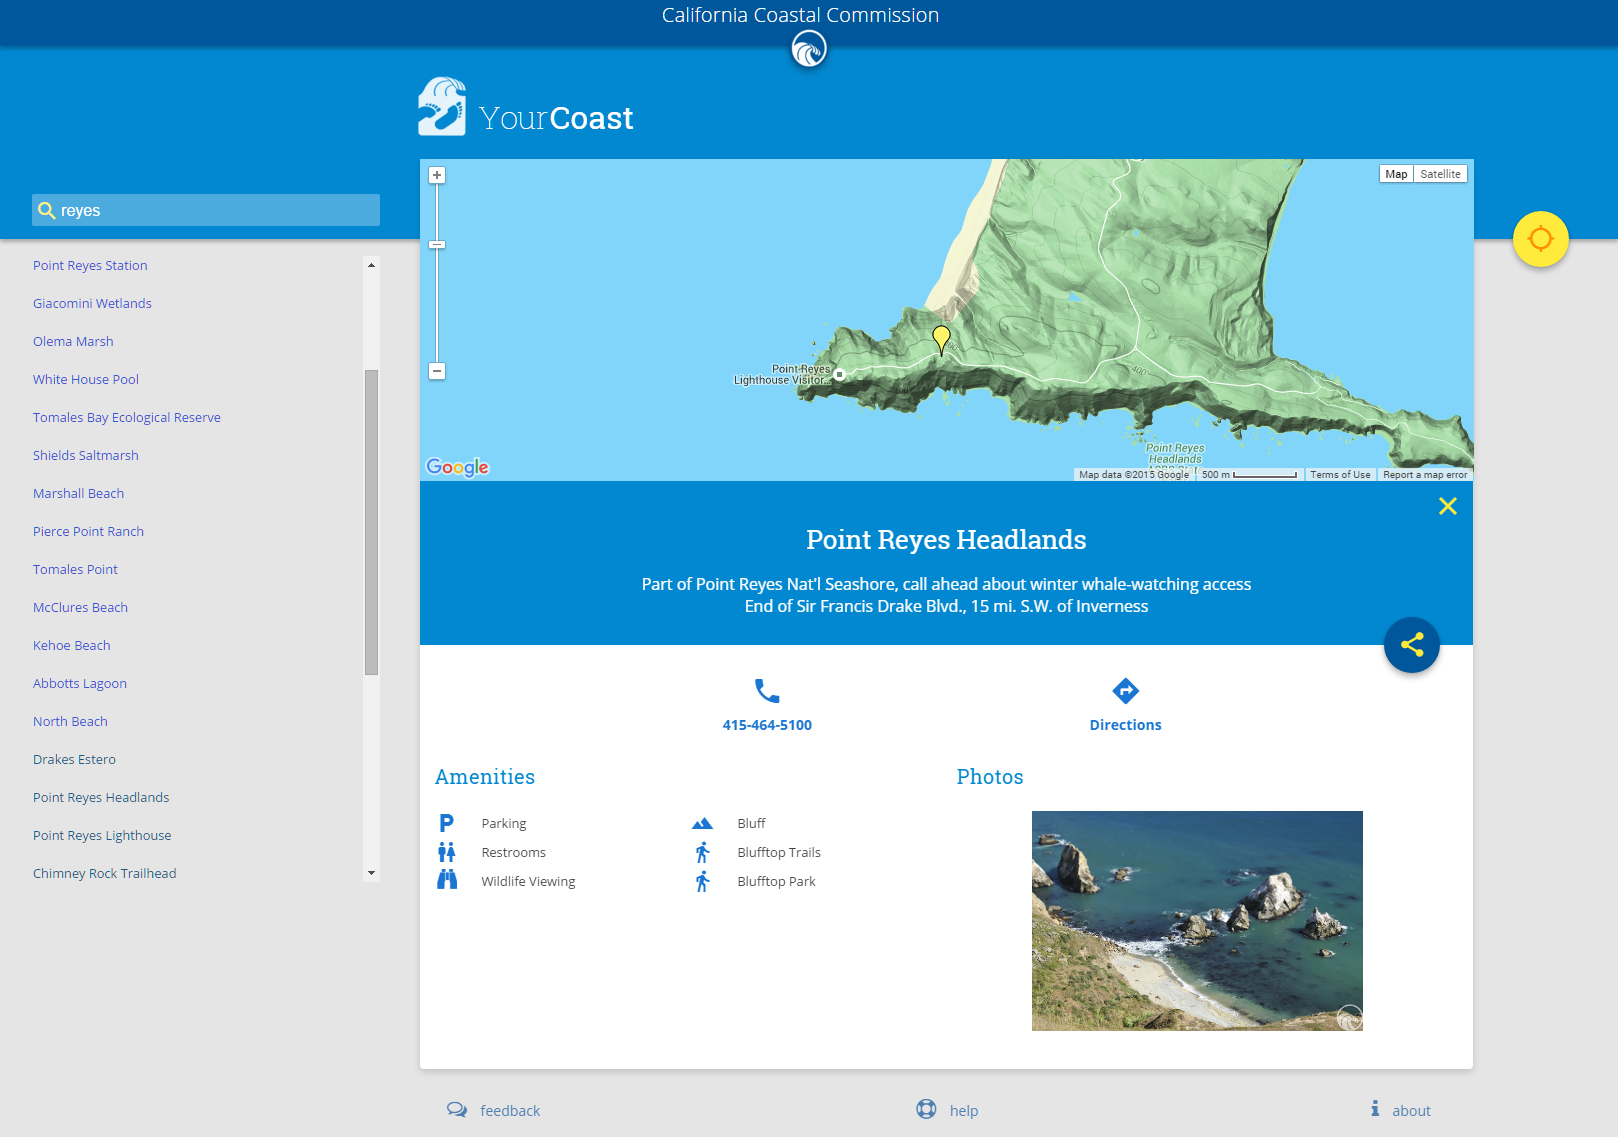 California Coastal Commission
YourCoast
reyes
Point Reyes Station
Giacomini Wetlands
Olema Marsh
White House Pool
Tomales Bay Ecological Reserve
Shields Saltmarsh
Marshall Beach
Pierce Point Ranch
Tomales Point
McClures Beach
Kehoe Beach
Abbotts Lagoon
North Beach
Drakes Estero
Point Reyes Headlands
Point Reyes Lighthouse
Chimney Rock Trailhead
Map Satellite
Point Reyes
Lighthouse Visitor...
400
Point Reyes
Headlands
Google
Map data ©2015 Google 500 m Terms of Use Report a map error
Point Reyes Headlands
Part of Point Reyes Nat'l Seashore, call ahead about winter whale-watching access
End of Sir Francis Drake Blvd., 15 mi. S.W. of Inverness
415-464-5100
Directions
Amenities
P Parking
Restrooms
Wildlife Viewing
Bluff
Blufftop Trails
Blufftop Park
Photos
feedback
help
about